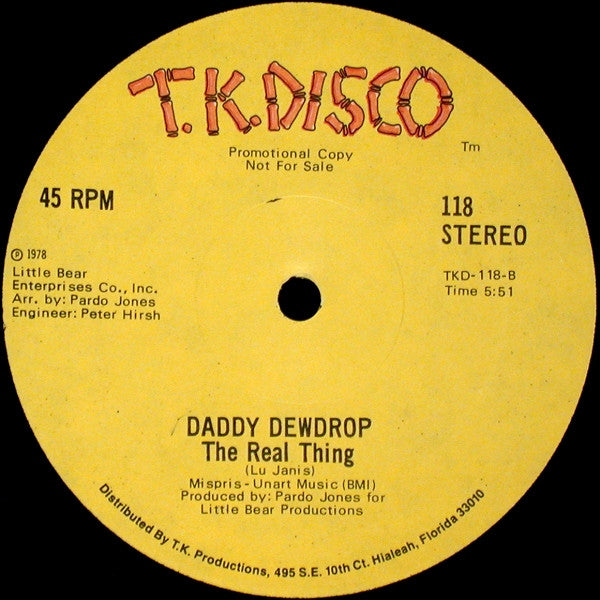 T.K.DISCO
Tm
Promotional Copy
Not For Sale
45 RPM
118
STEREO
℗ 1978
Little Bear
Enterprises Co., Inc.
Arr. by: Pardo Jones
Engineer: Peter Hirsh
TKD-118-B
Time 5:51
DADDY DEWDROP
The Real Thing
(Lu Janis)
Mispris-Unart Music (BMI)
Produced by: Pardo Jones for
Little Bear Productions
Distributed By T.K. Productions, 495 S.E. 10th Ct. Hialeah, Florida 33010